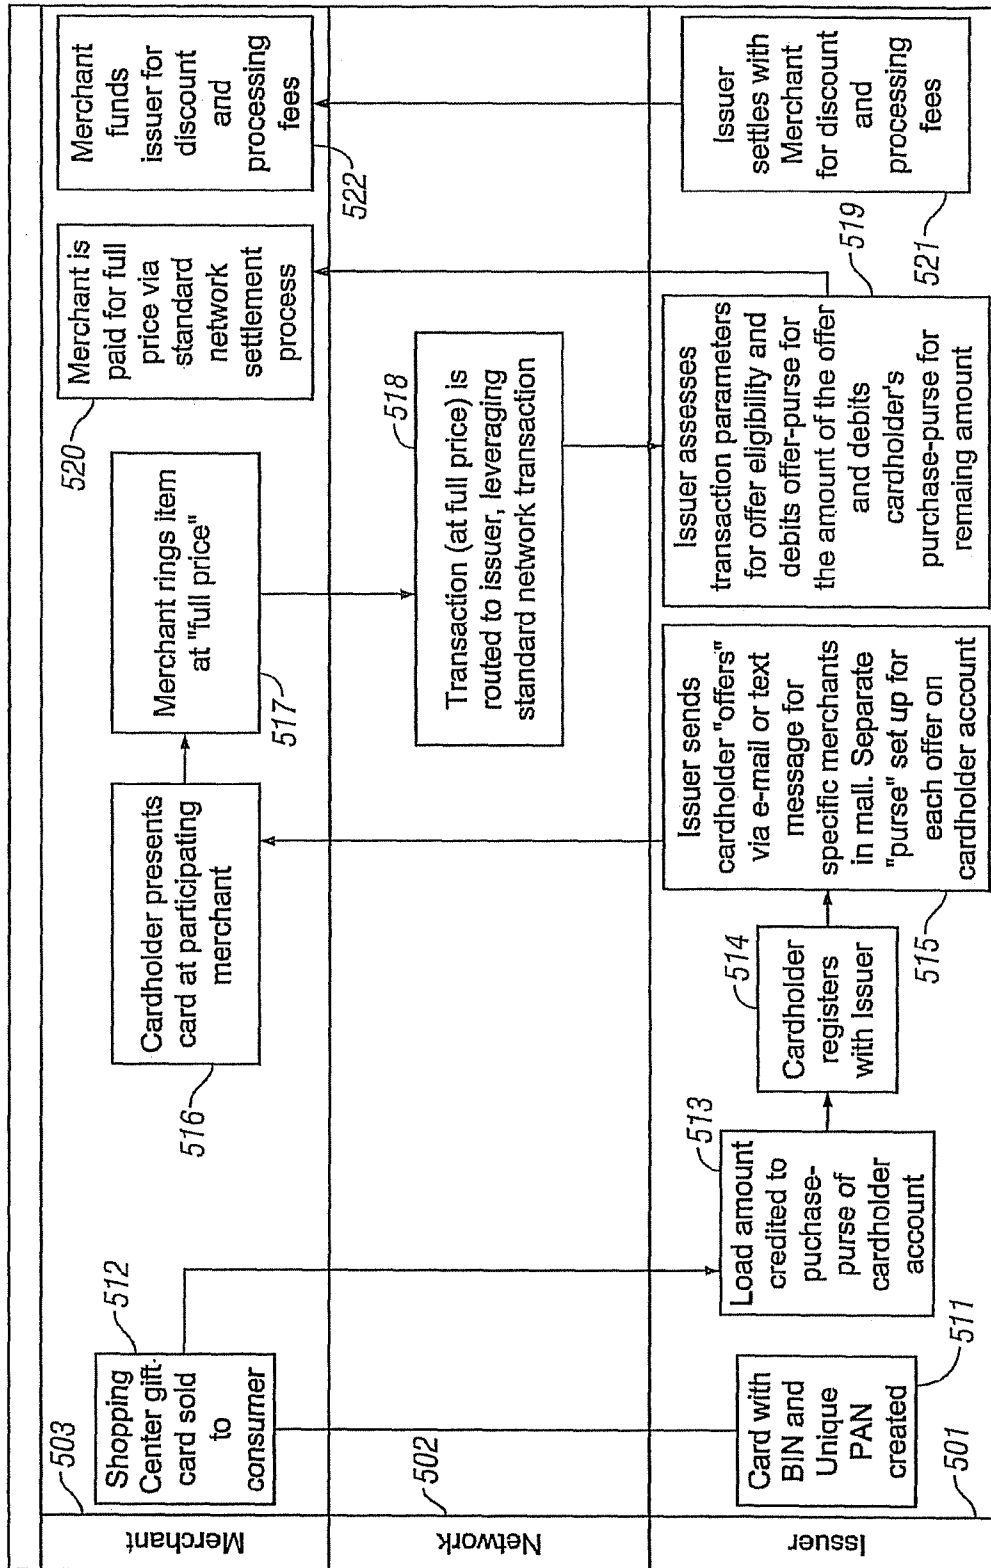 Merchant
503
Shopping
Center gift-
card sold
to
consumer
512
Cardholder presents
card at participating
merchant
516
Merchant rings item
at "full price"
517
Merchant is
paid for full
price via
standard
network
settlement
process
520
Merchant
funds
issuer for
discount
and
processing
fees
522
Network
502
Transaction (at full price) is
routed to issuer, leveraging
standard network transaction
518
Issuer
501
Card with
BIN and
Unique
PAN
created
511
Load amount
credited to
puchase-
purse of
cardholder
account
513
Cardholder
registers
with Issuer
514
Issuer sends
cardholder "offers"
via e-mail or text
message for
specific merchants
in mall. Separate
"purse" set up for
each offer on
cardholder account
515
Issuer assesses
transaction parameters
for offer eligibility and
debits offer-purse for
the amount of the offer
and debits
cardholder's
purchase-purse for
remaing amount
519
Issuer
settles with
Merchant
for discount
and
processing
fees
521